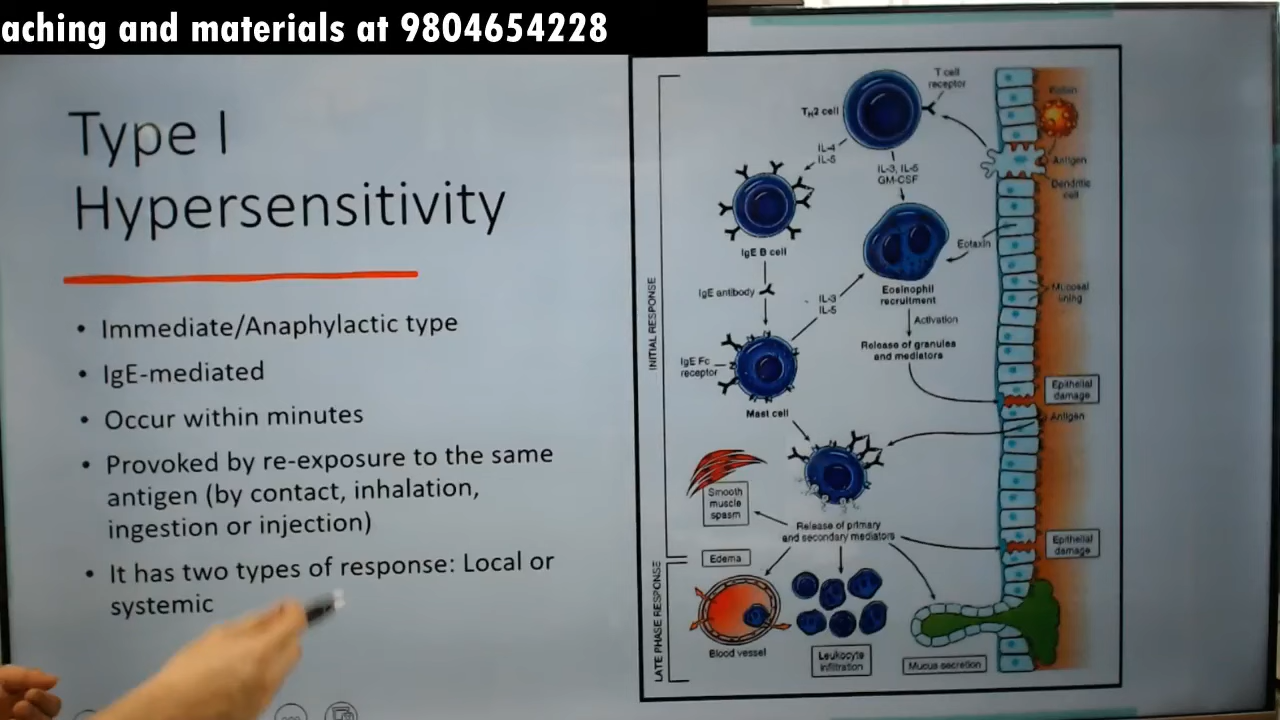 aching and materials at 9804654228
Type I
Hypersensitivity
• Immediate/Anaphylactic type
• IgE-mediated
• Occur within minutes
• Provoked by re-exposure to the same
antigen (by contact, inhalation,
ingestion or injection)
• It has two types of response: Local or
systemic
INITIAL RESPONSE
LATE PHASE RESPONSE
T cell
receptor
TH2 cell
IL-4
IL-5
IL-3, IL-5
GM-CSF
Pollen
Antigen
Dendritic
cell
IgE B cell
Eotaxin
IgE antibody
IL-3
IL-5
Eosinophil
recruitment
Mucosal
lining
Activation
Release of granules
and mediators
IgE Fc
receptor
Mast cell
Epithelial
damage
Antigen
Smooth
muscle
spasm
Release of primary
and secondary mediators
Epithelial
damage
Edema
Blood vessel
Leukocyte
infiltration
Mucus secretion